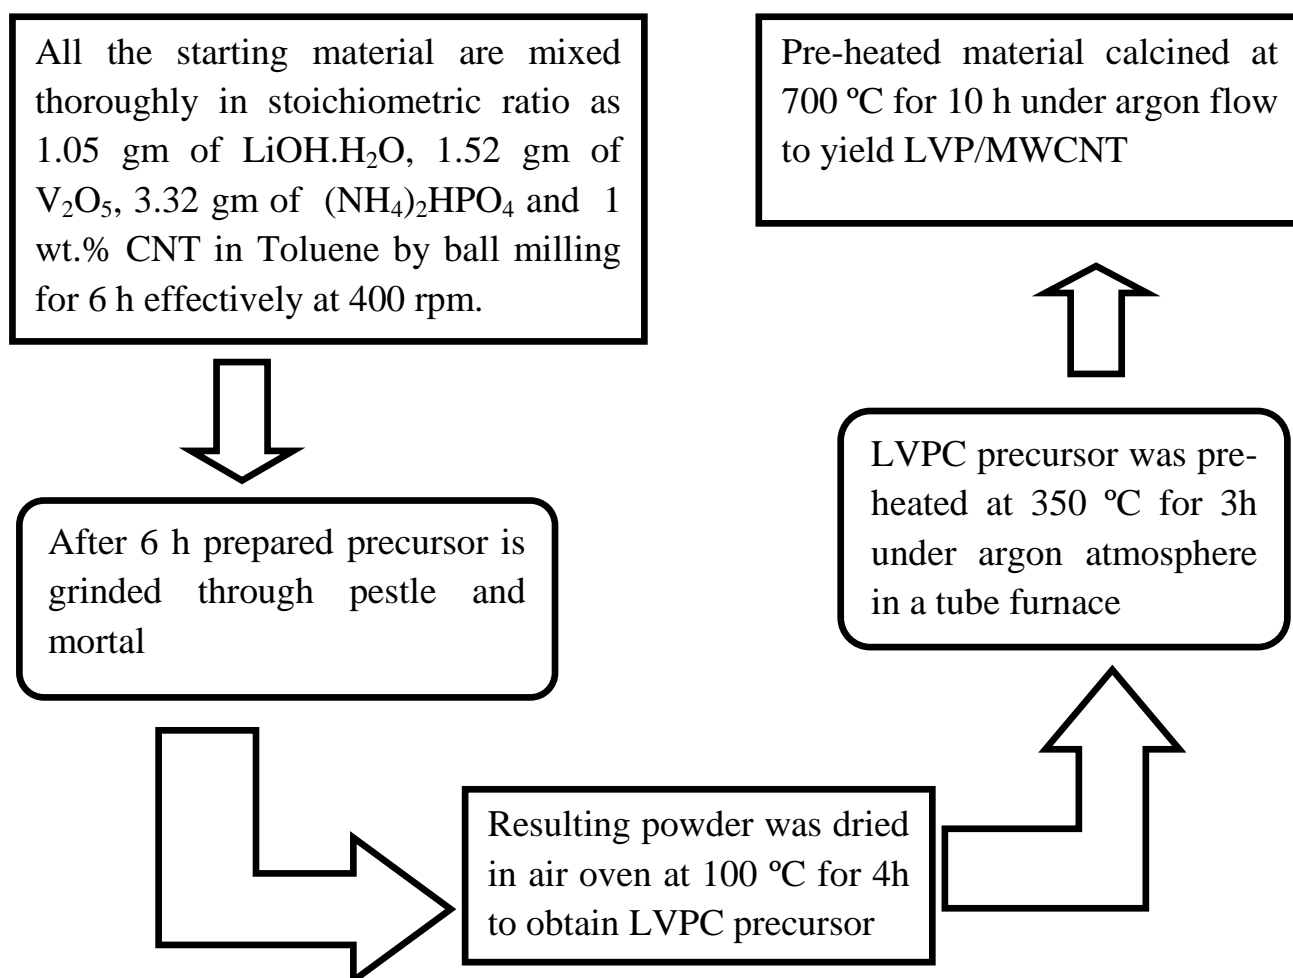 All the starting material are mixed
thoroughly in stoichiometric ratio as
1.05 gm of LiOH.H₂O, 1.52 gm of
V₂O₅, 3.32 gm of (NH₄)₂HPO₄ and 1
wt.% CNT in Toluene by ball milling
for 6 h effectively at 400 rpm.
After 6 h prepared precursor is
grinded through pestle and
mortal
Resulting powder was dried
in air oven at 100 ºC for 4h
to obtain LVPC precursor
LVPC precursor was pre-
heated at 350 ºC for 3h
under argon atmosphere
in a tube furnace
Pre-heated material calcined at
700 ºC for 10 h under argon flow
to yield LVP/MWCNT